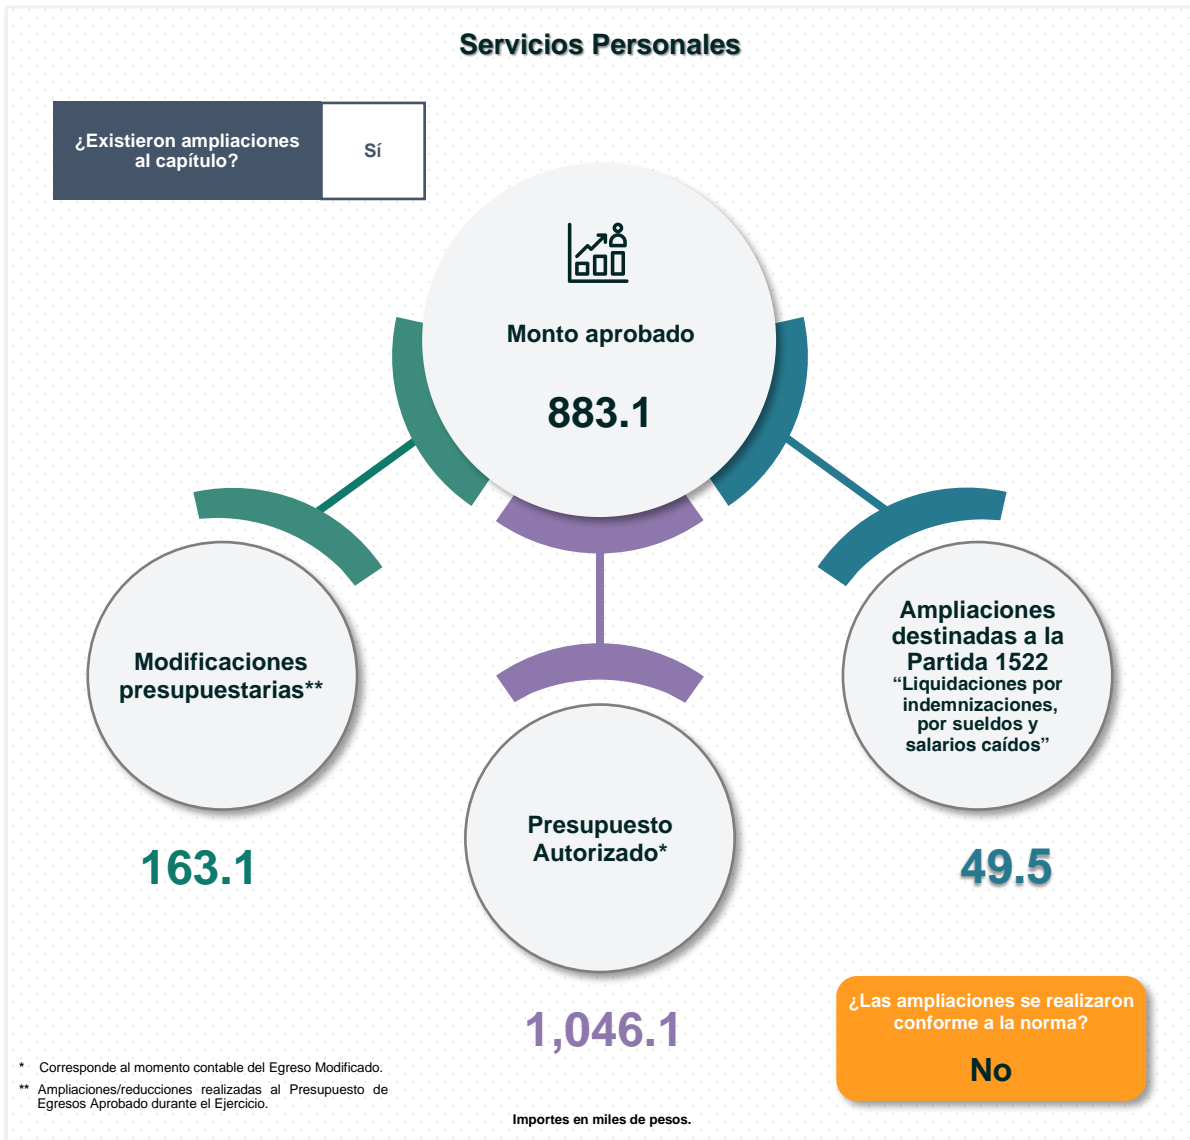 Servicios Personales
¿Existieron ampliaciones
al capítulo?
Sí
Monto aprobado
883.1
Modificaciones
presupuestarias**
163.1
Presupuesto
Autorizado*
1,046.1
Ampliaciones
destinadas a la
Partida 1522
“Liquidaciones por
indemnizaciones,
por sueldos y
salarios caídos”
49.5
¿Las ampliaciones se realizaron
conforme a la norma?
No
* Corresponde al momento contable del Egreso Modificado.
** Ampliaciones/reducciones realizadas al Presupuesto de
Egresos Aprobado durante el Ejercicio.
Importes en miles de pesos.